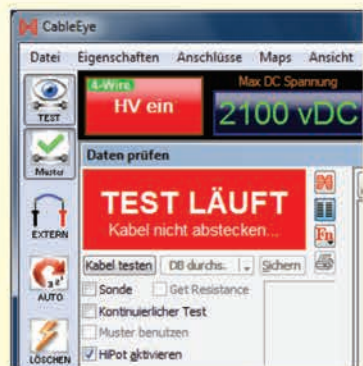 CableEye
Datei Eigenschaften Anschlüsse Maps Ansicht
4-Wire
HV ein
Max DC Spannung
2100 vDC
TEST
Muster
EXTERN
AUTO
LÖSCHEN
Daten prüfen
TEST LÄUFT
Kabel nicht abstecken...
Kabel testen DB durchs. Sichern
Sonde Get Resistance
Kontinuierlicher Test
Muster benutzen
HiPot aktivieren
Fn